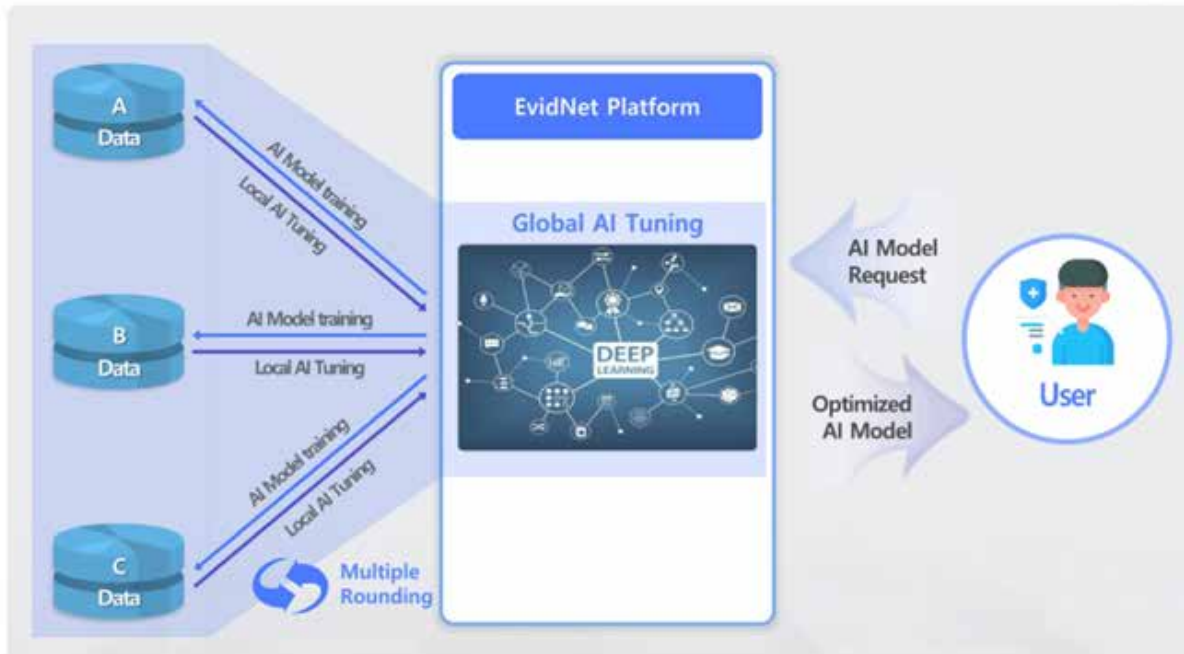 A
Data
AI Model training
Local AI Tuning
B
Data
AI Model training
Local AI Tuning
C
Data
AI Model training
Local AI Tuning
Multiple
Rounding
EvidNet Platform
Global AI Tuning
DEEP
LEARNING
AI Model
Request
Optimized
AI Model
User